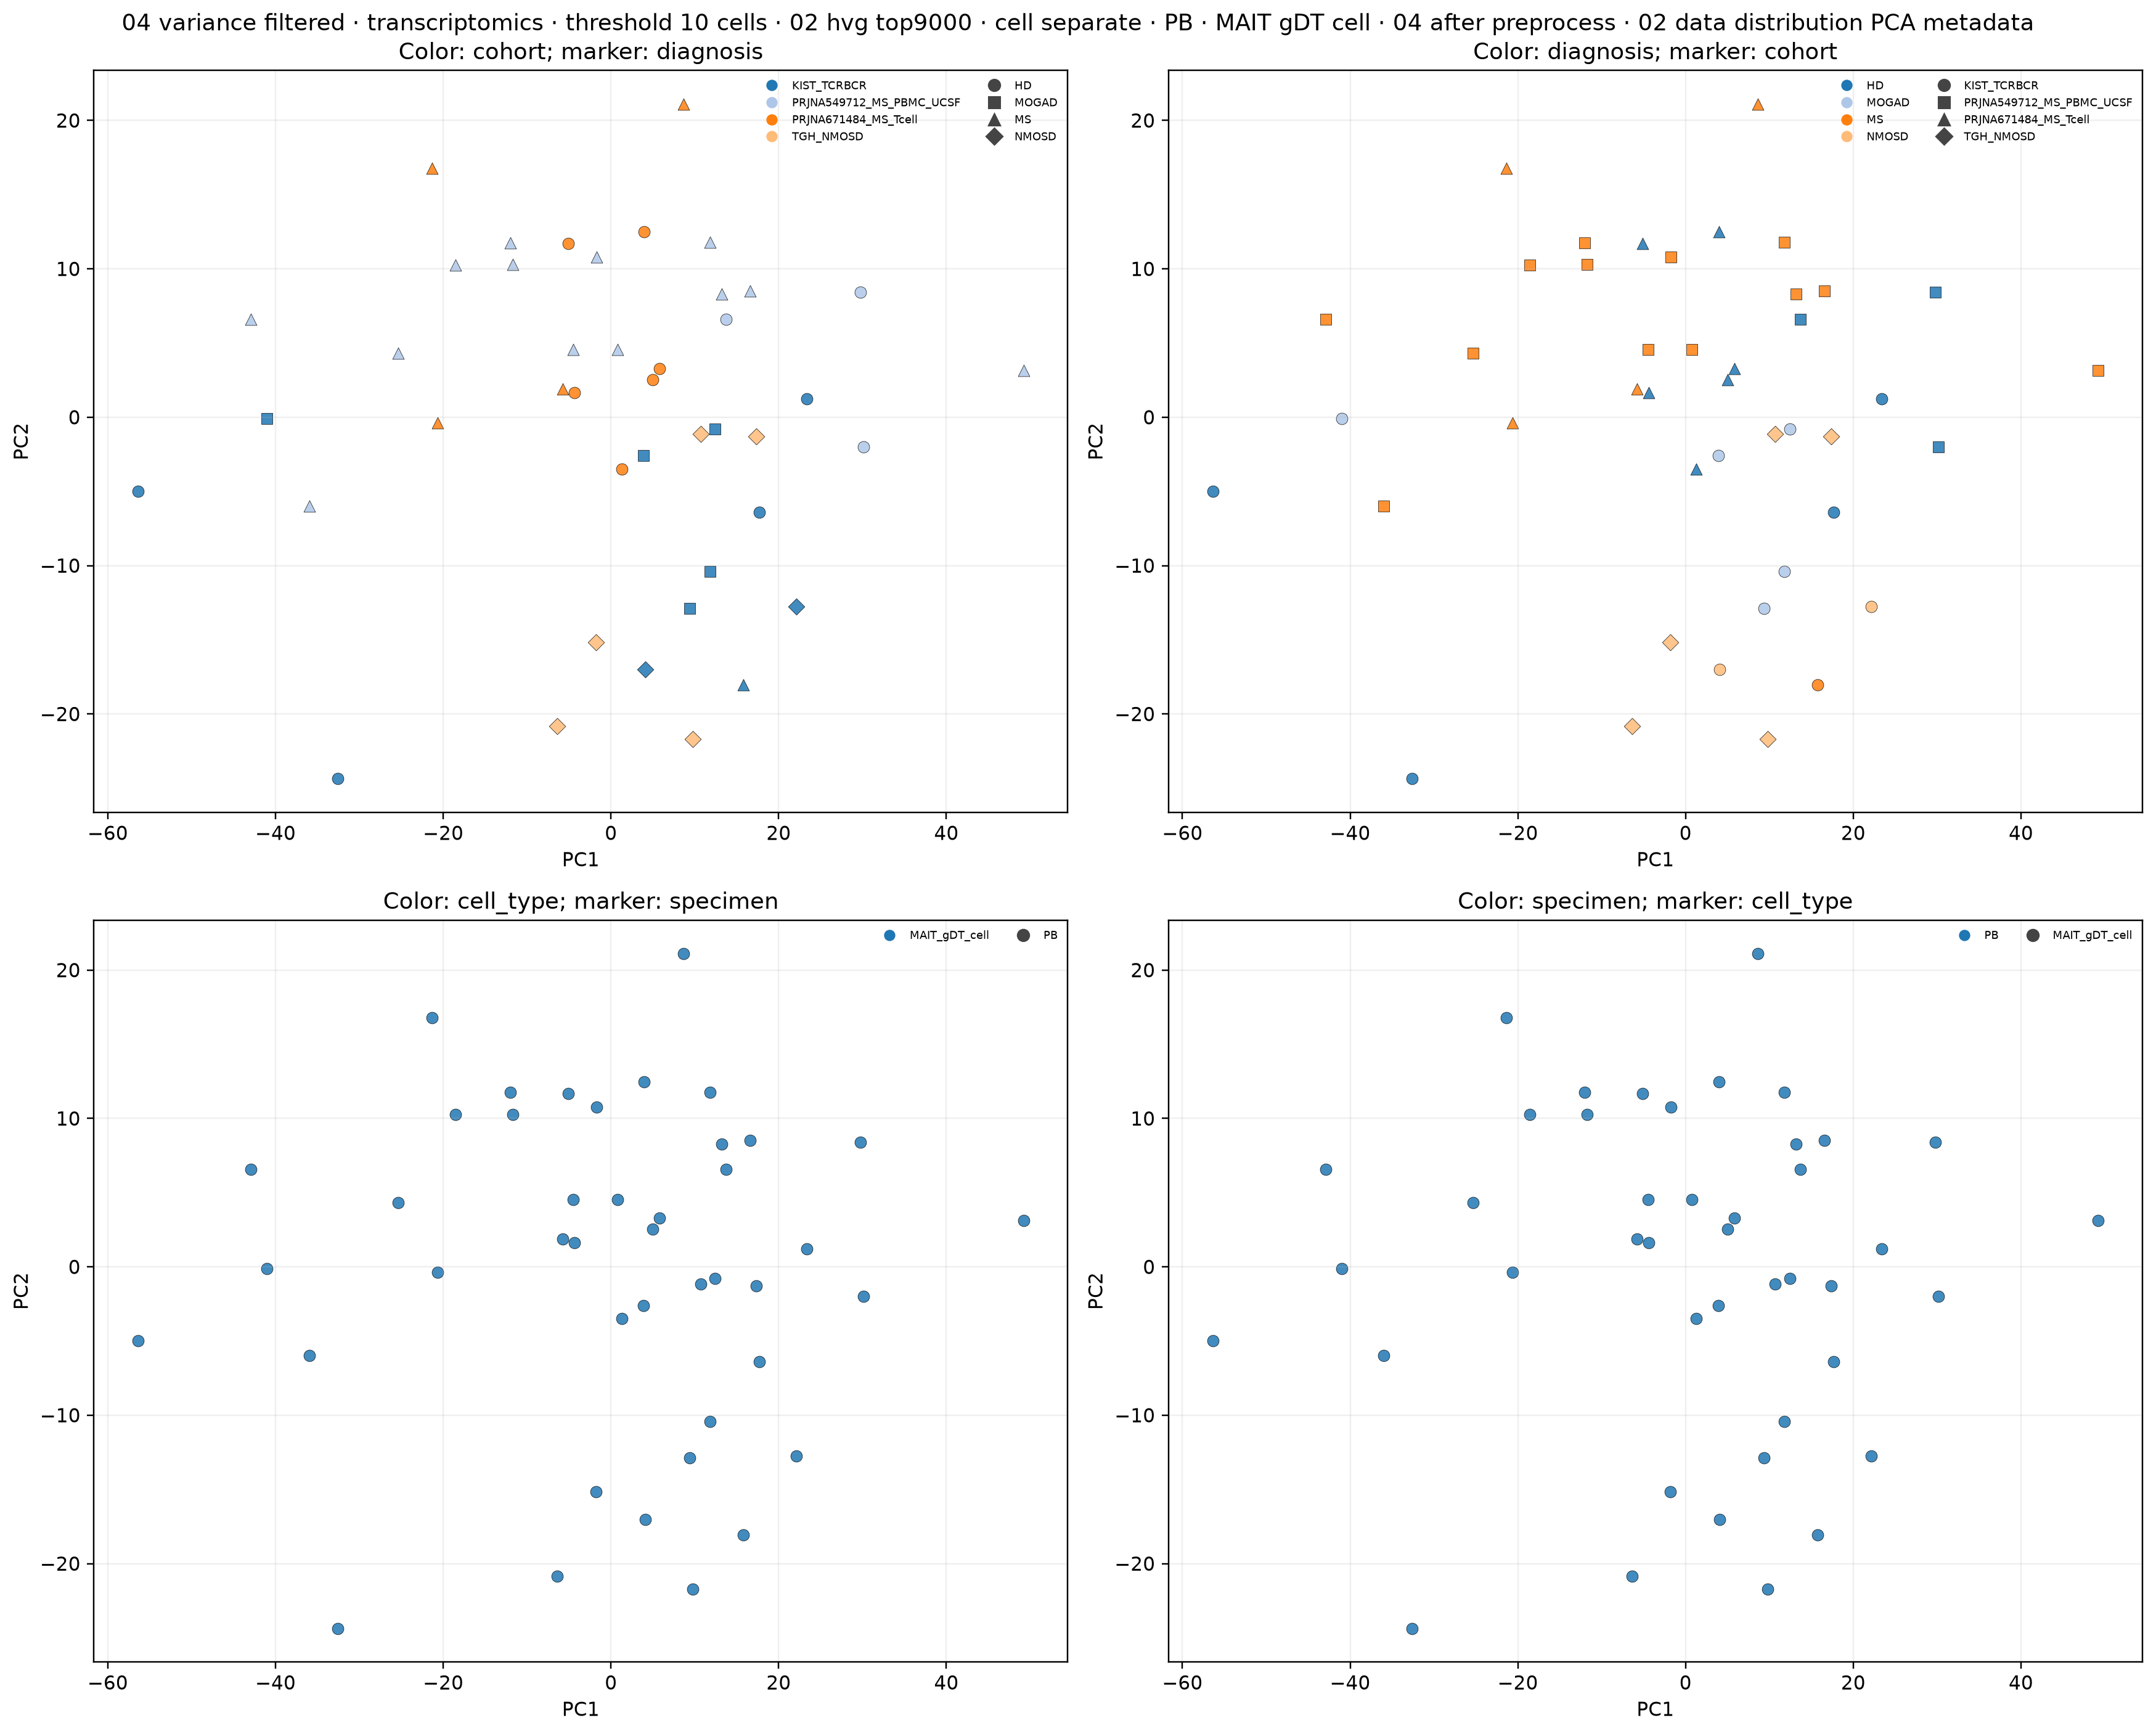 04 variance filtered · transcriptomics · threshold 10 cells · 02 hvg top9000 · cell separate · PB · MAIT gDT cell · 04 after preprocess · 02 data distribution PCA metadata
Color: cohort; marker: diagnosis
KIST_TCRBCR
PRJNA549712_MS_PBMC_UCSF
PRJNA671484_MS_Tcell
TGH_NMOSD
HD
MOGAD
MS
NMOSD
20
10
0
−10
−20
PC2
−60
−40
−20
0
20
40
PC1
Color: diagnosis; marker: cohort
HD
MOGAD
MS
NMOSD
KIST_TCRBCR
PRJNA549712_MS_PBMC_UCSF
PRJNA671484_MS_Tcell
TGH_NMOSD
20
10
0
−10
−20
PC2
−60
−40
−20
0
20
40
PC1
Color: cell_type; marker: specimen
MAIT_gDT_cell
PB
20
10
0
−10
−20
PC2
−60
−40
−20
0
20
40
PC1
Color: specimen; marker: cell_type
PB
MAIT_gDT_cell
20
10
0
−10
−20
PC2
−60
−40
−20
0
20
40
PC1